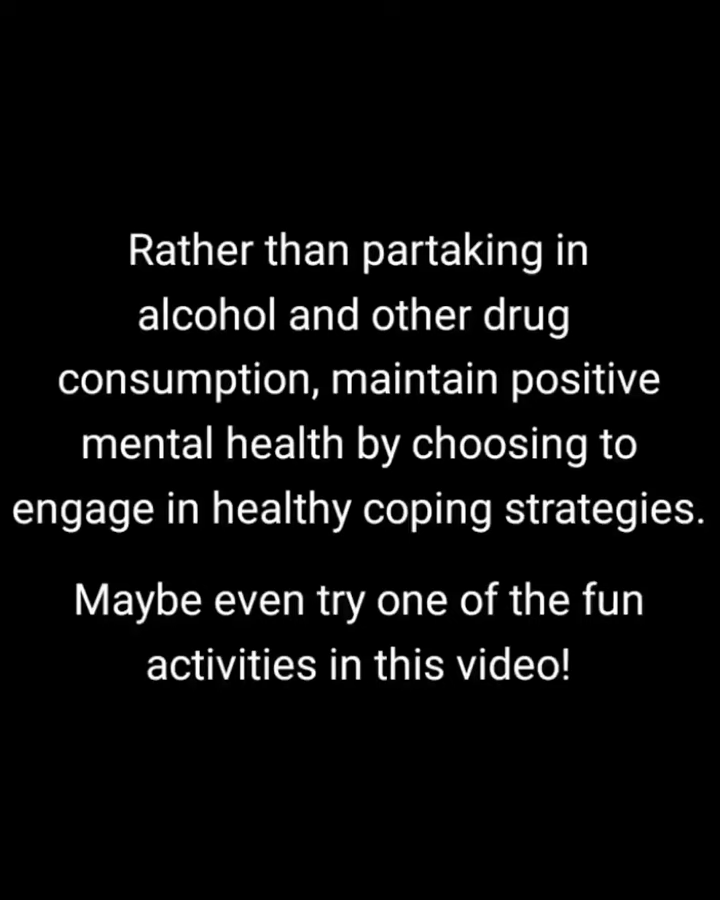 Rather than partaking in
alcohol and other drug
consumption, maintain positive
mental health by choosing to
engage in healthy coping strategies.
Maybe even try one of the fun
activities in this video!